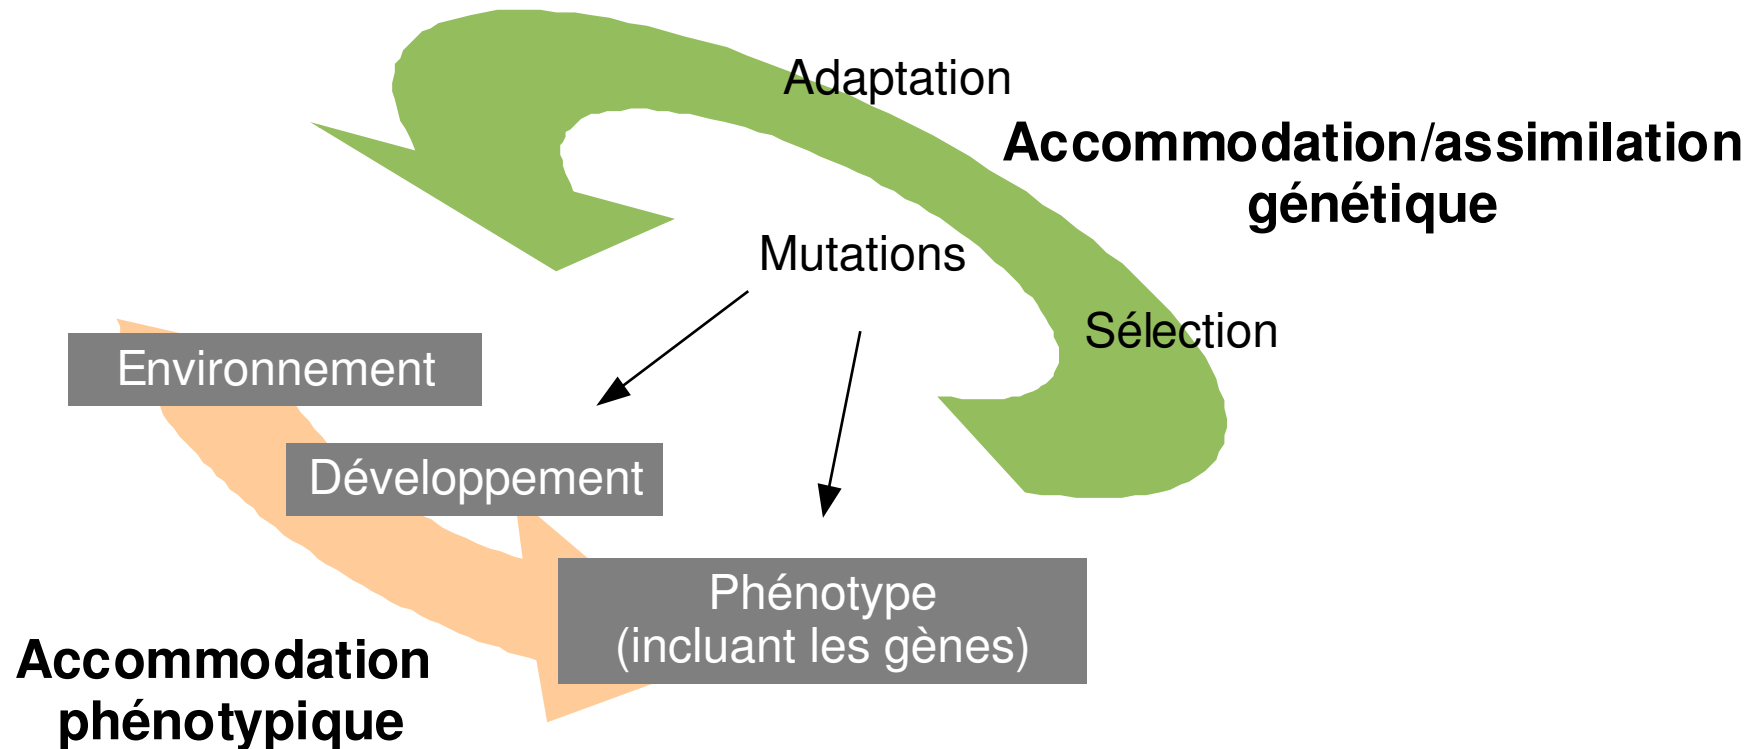 Adaptation
Accommodation/assimilation
génétique
Mutations
Sélection
Environnement
Développement
Phénotype
(incluant les gènes)
Accommodation
phénotypique